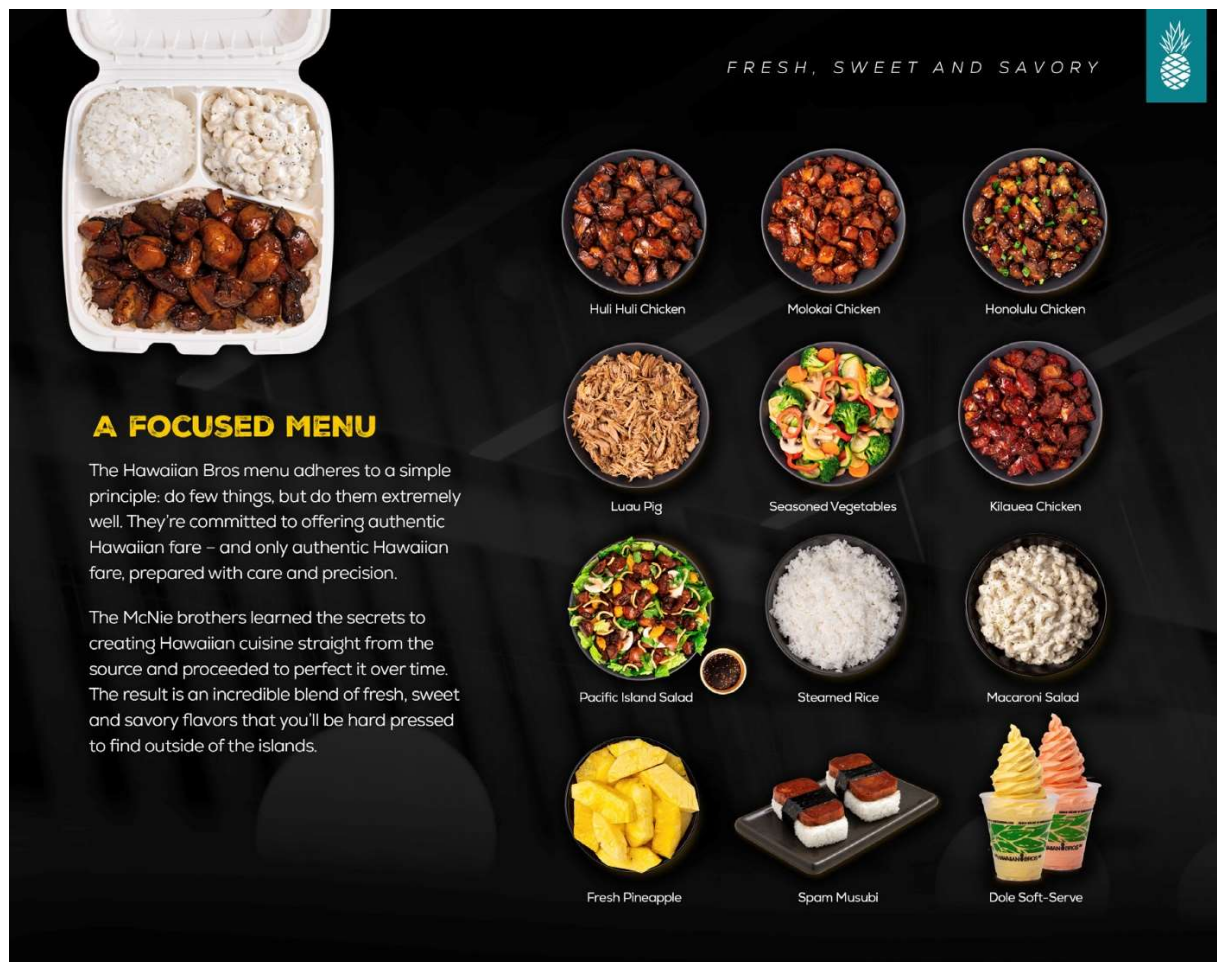 FRESH, SWEET AND SAVORY
A FOCUSED MENU
The Hawaiian Bros menu adheres to a simple
principle: do few things, but do them extremely
well. They're committed to offering authentic
Hawaiian fare – and only authentic Hawaiian
fare, prepared with care and precision.
The McNie brothers learned the secrets to
creating Hawaiian cuisine straight from the
source and proceeded to perfect it over time.
The result is an incredible blend of fresh, sweet
and savory flavors that you'll be hard pressed
to find outside of the islands.
Huli Huli Chicken
Molokai Chicken
Honolulu Chicken
Luau Pig
Seasoned Vegetables
Kilauea Chicken
Pacific Island Salad
Steamed Rice
Macaroni Salad
Fresh Pineapple
Spam Musubi
Dole Soft-Serve